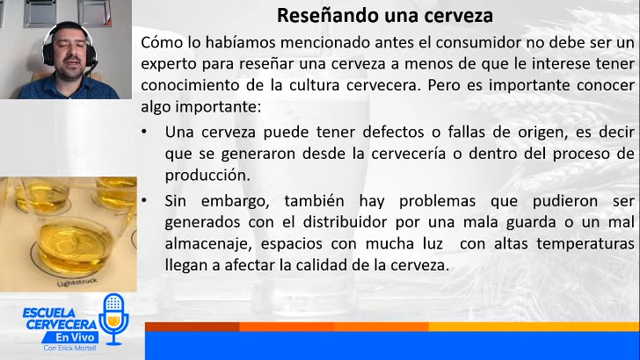 Reseñando una cerveza
Cómo lo habíamos mencionado antes el consumidor no debe ser un
experto para reseñar una cerveza a menos de que le interese tener
conocimiento de la cultura cervecera. Pero es importante conocer
algo importante:
• Una cerveza puede tener defectos o fallas de origen, es decir
que se generaron desde la cervecería o dentro del proceso de
producción.
• Sin embargo, también hay problemas que pudieron ser
generados con el distribuidor por una mala guarda o un mal
almacenaje, espacios con mucha luz con altas temperaturas
llegan a afectar la calidad de la cerveza.
Lightstruck
ESCUELA
CERVECERA
En Vivo
Con Erick Martell